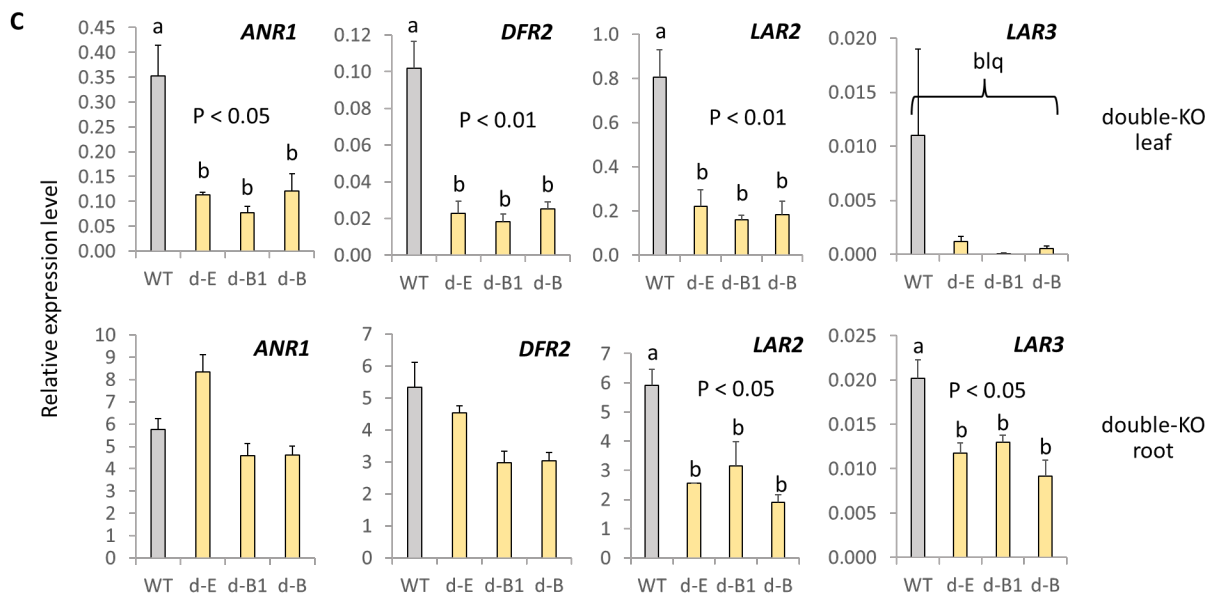 C
Relative expression level
ANR1
0.45
0.40
0.35
0.30
0.25
0.20
0.15
0.10
0.05
0.00
a
P < 0.05
b
b
b
WT d-E d-B1 d-B
DFR2
0.12
0.10
0.08
0.06
0.04
0.02
0.00
a
P < 0.01
b
b
b
WT d-E d-B1 d-B
LAR2
1.0
0.8
0.6
0.4
0.2
0.0
a
P < 0.01
b
b
b
WT d-E d-B1 d-B
LAR3
0.020
0.015
0.010
0.005
0.000
blq
WT d-E d-B1 d-B
double-KO
leaf
ANR1
10
9
8
7
6
5
4
3
2
1
0
WT d-E d-B1 d-B
DFR2
7
6
5
4
3
2
1
0
WT d-E d-B1 d-B
LAR2
7
6
5
4
3
2
1
0
a
P < 0.05
b
b
b
WT d-E d-B1 d-B
LAR3
0.025
0.020
0.015
0.010
0.005
0.000
a
P < 0.05
b
b
b
WT d-E d-B1 d-B
double-KO
root